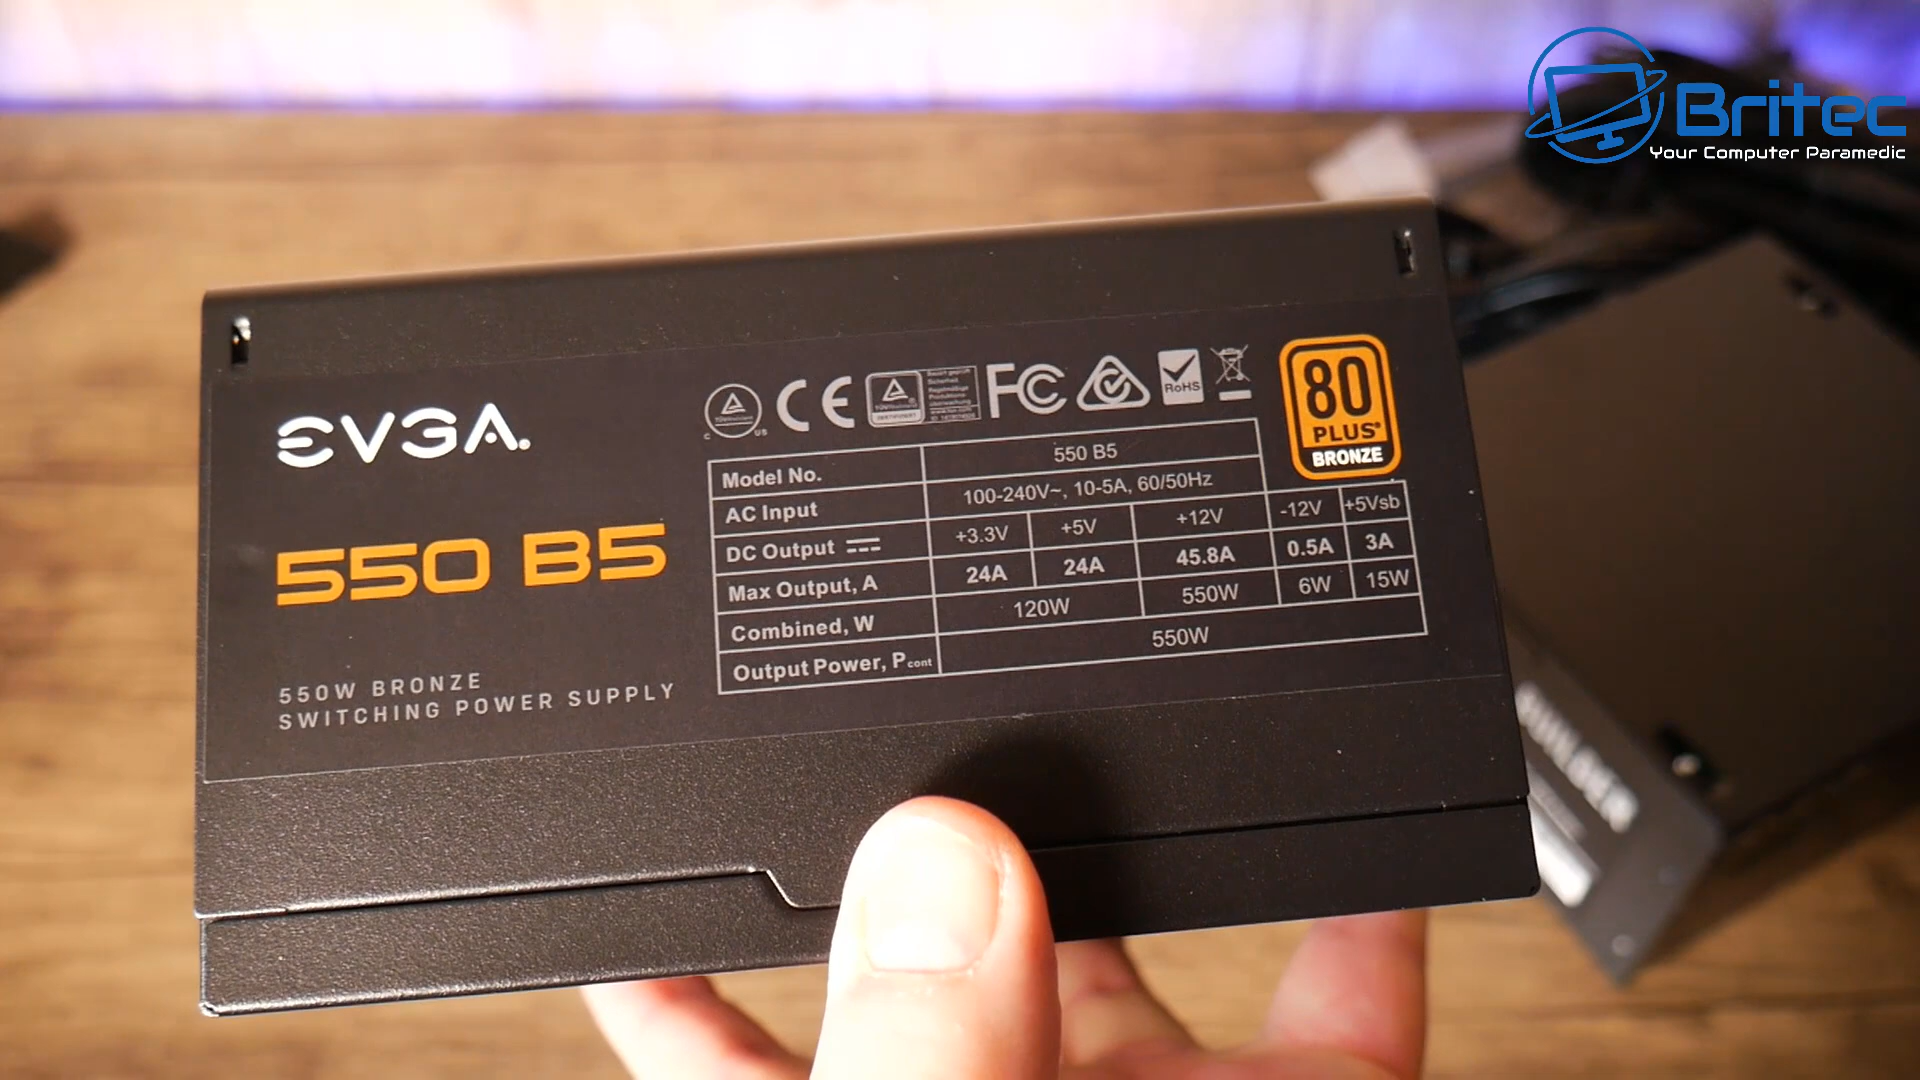 Britec
Your Computer Paramedic
EVGA.
550 B5
550W BRONZE
SWITCHING POWER SUPPLY
C US
CE
FC
RoHS
80
PLUS®
BRONZE
Model No. 550 B5
AC Input 100-240V~, 10-5A, 60/50Hz
DC Output +3.3V +5V +12V -12V +5Vsb
Max Output, A 24A 24A 45.8A 0.5A 3A
Combined, W 120W 550W 6W 15W
Output Power, Pcont 550W